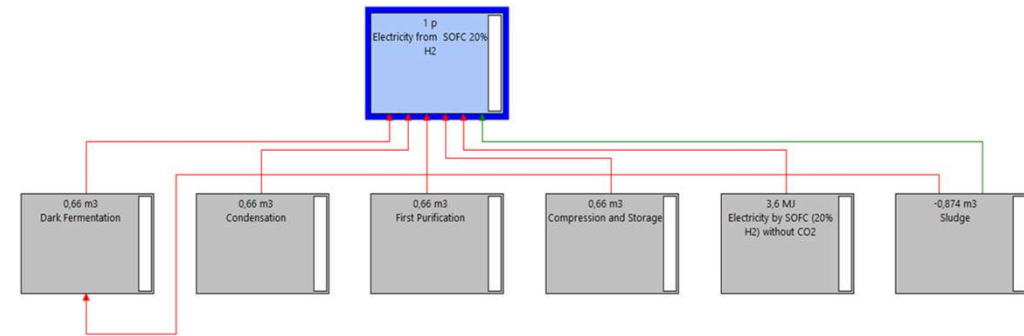 1 p
Electricity from SOFC 20%
H2
0,66 m3
Dark Fermentation
0,66 m3
Condensation
0,66 m3
First Purification
0,66 m3
Compression and Storage
3,6 MJ
Electricity by SOFC (20%
H2) without CO2
-0,874 m3
Sludge